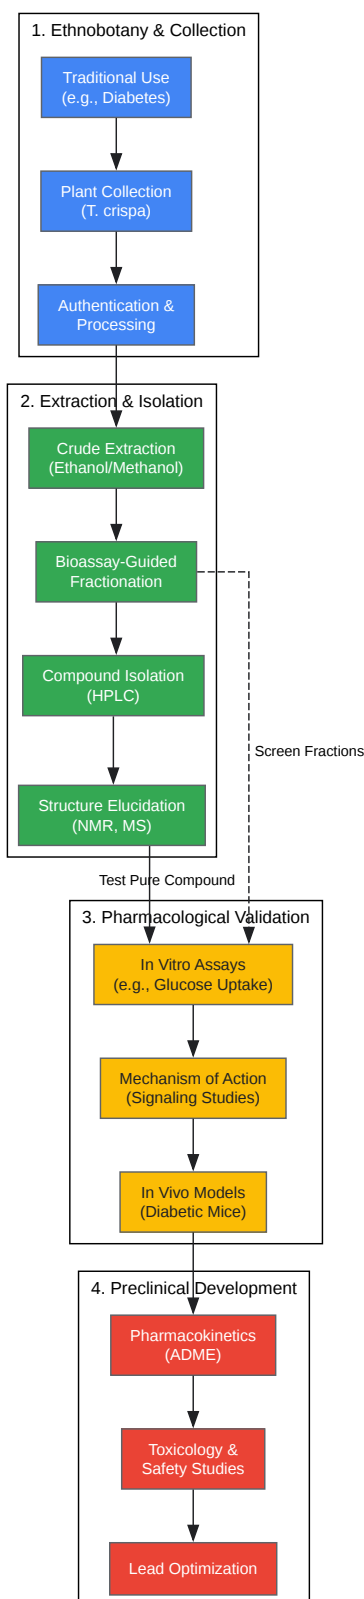 1. Ethnobotany & Collection
Traditional Use
(e.g., Diabetes)
Plant Collection
(T. crispa)
Authentication &
Processing
2. Extraction & Isolation
Crude Extraction
(Ethanol/Methanol)
Bioassay-Guided
Fractionation
Compound Isolation
(HPLC)
Screen Fractions
Structure Elucidation
(NMR, MS)
Test Pure Compound
3. Pharmacological Validation
In Vitro Assays
(e.g., Glucose Uptake)
Mechanism of Action
(Signaling Studies)
In Vivo Models
(Diabetic Mice)
4. Preclinical Development
Pharmacokinetics
(ADME)
Toxicology &
Safety Studies
Lead Optimization